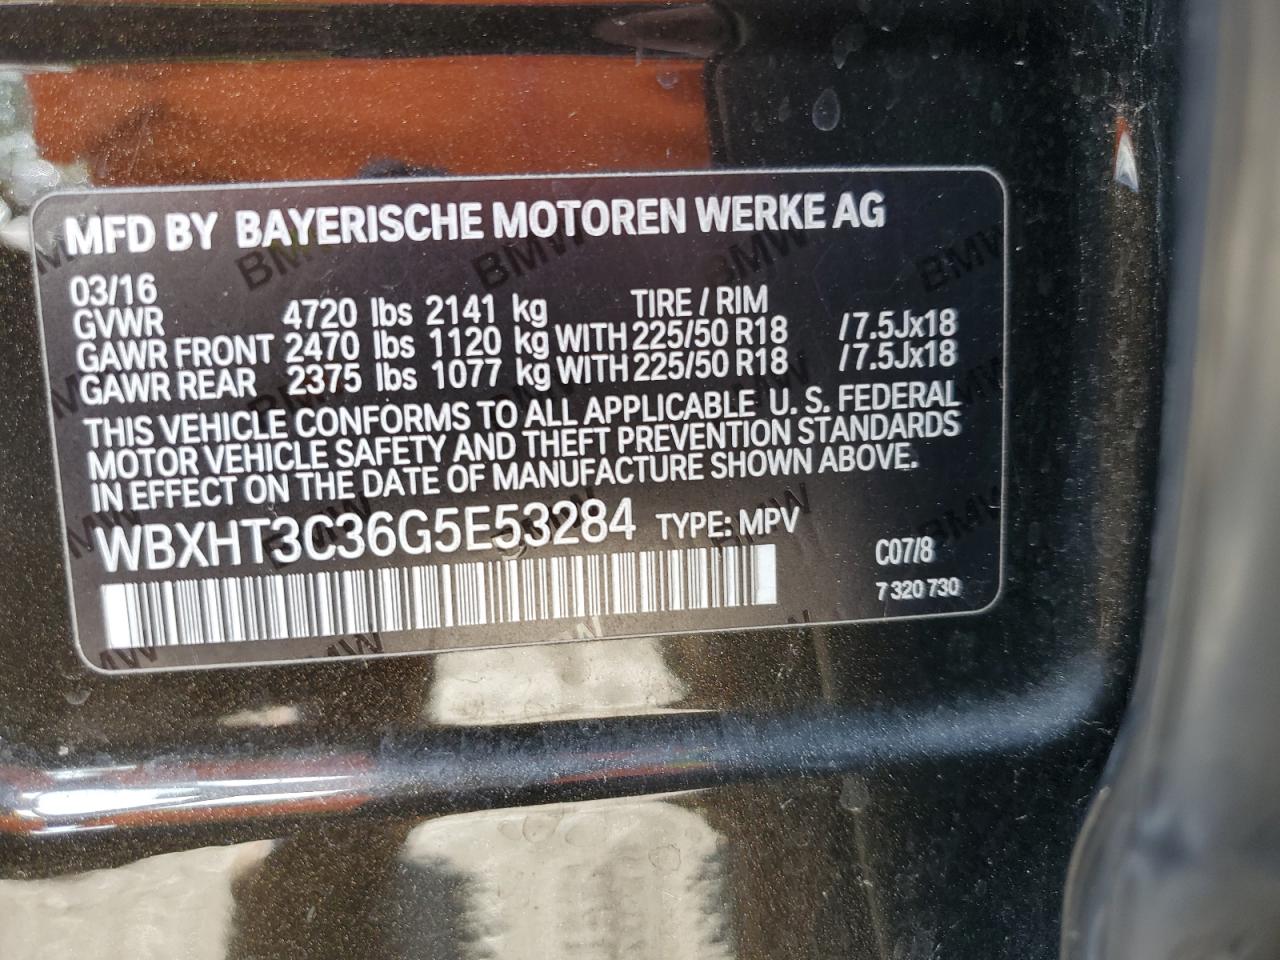 MFD BY BAYERISCHE MOTOREN WERKE AG
03/16
GVWR 4720 lbs 2141 kg TIRE / RIM
GAWR FRONT 2470 lbs 1120 kg WITH 225/50 R18 /7.5Jx18
GAWR REAR 2375 lbs 1077 kg WITH 225/50 R18 /7.5Jx18
THIS VEHICLE CONFORMS TO ALL APPLICABLE U. S. FEDERAL
MOTOR VEHICLE SAFETY AND THEFT PREVENTION STANDARDS
IN EFFECT ON THE DATE OF MANUFACTURE SHOWN ABOVE.
WBXHT3C36G5E53284 TYPE: MPV
C07/8
7 320 730